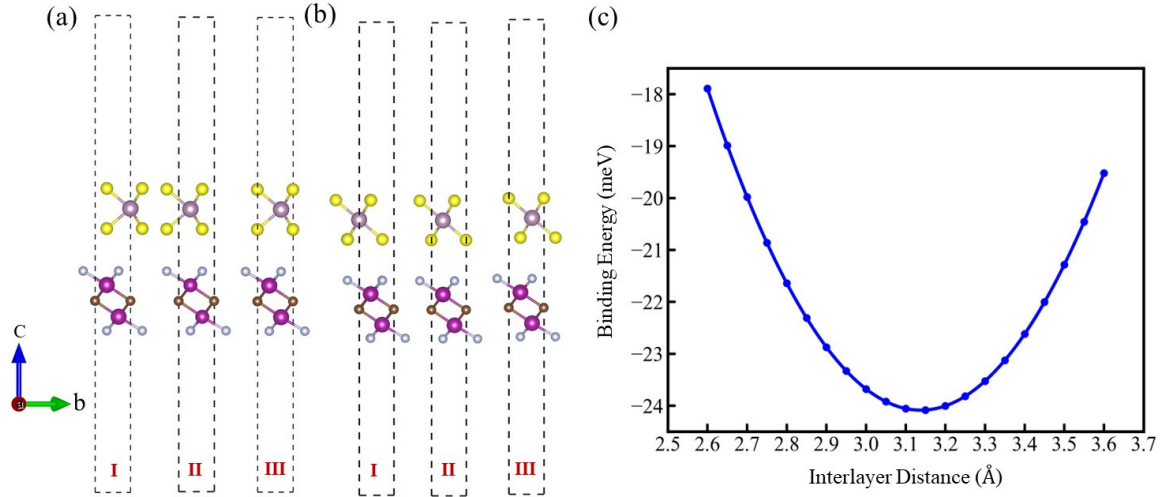 (a)
(b)
(c)
I
II
III
I
II
III
C
a
b
Binding Energy (meV)
−18
−19
−20
−21
−22
−23
−24
2.5 2.6 2.7 2.8 2.9 3.0 3.1 3.2 3.3 3.4 3.5 3.6 3.7
Interlayer Distance (Å)